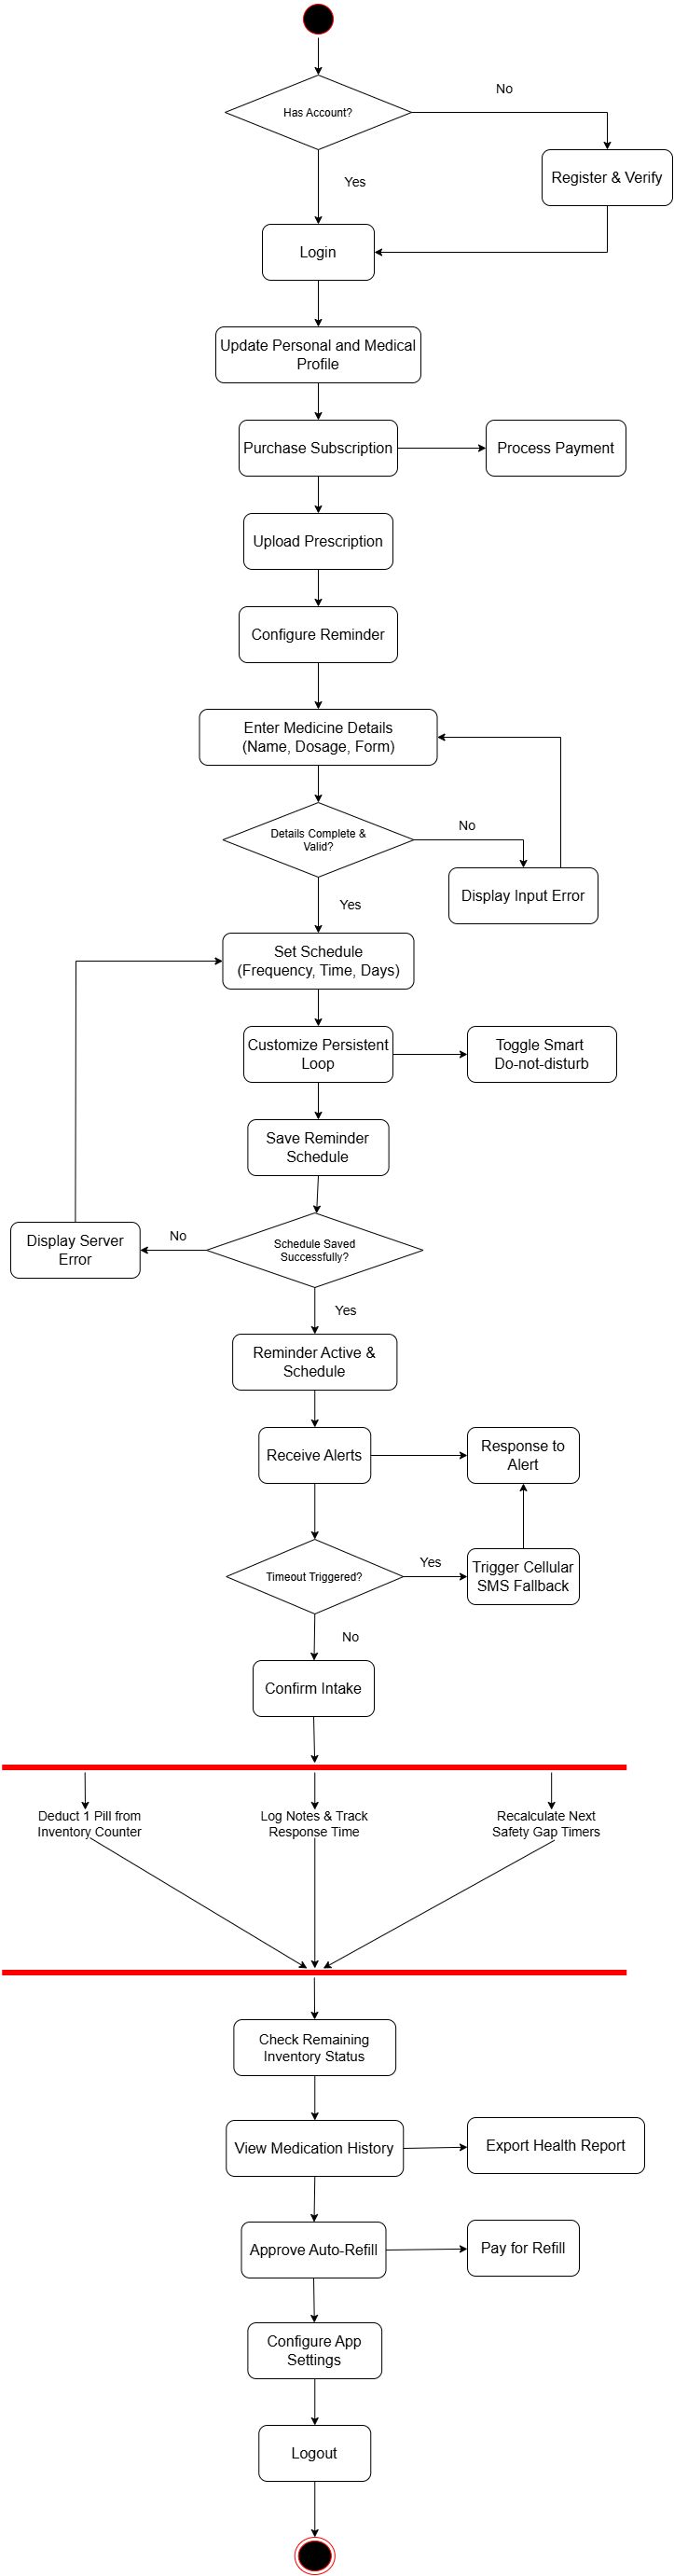 Has Account?
No
Register & Verify
Yes
Login
Update Personal and Medical
Profile
Purchase Subscription
Process Payment
Upload Prescription
Configure Reminder
Enter Medicine Details
(Name, Dosage, Form)
Details Complete &
Valid?
No
Display Input Error
Yes
Set Schedule
(Frequency, Time, Days)
Customize Persistent
Loop
Toggle Smart
Do-not-disturb
Save Reminder
Schedule
Schedule Saved
Successfully?
No
Display Server
Error
Yes
Reminder Active &
Schedule
Receive Alerts
Response to
Alert
Timeout Triggered?
Yes
Trigger Cellular
SMS Fallback
No
Confirm Intake
Deduct 1 Pill from
Inventory Counter
Log Notes & Track
Response Time
Recalculate Next
Safety Gap Timers
Check Remaining
Inventory Status
View Medication History
Export Health Report
Approve Auto-Refill
Pay for Refill
Configure App
Settings
Logout